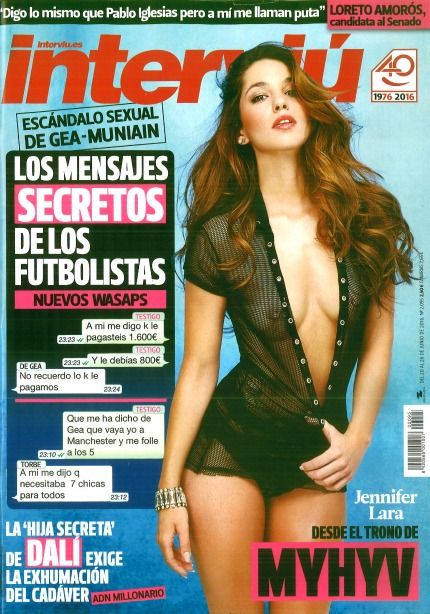 'Digo lo mismo que Pablo Iglesias pero a mí me llaman puta"
LORETO AMORÓS,
candidata al Senado
interviu.es
interviú
40
1976 2016
ESCÁNDALO SEXUAL
DE GEA-MUNIAIN
LOS MENSAJES
SECRETOS
DE LOS
FUTBOLISTAS
NUEVOS WASAPS
TESTIGO
A mi me digo k le
pagasteis 1.600€
23:23
TESTIGO
23:23 Y le debías 800€
DE GEA
No recuerdo lo k le
pagamos
23:24
TESTIGO
Que me ha dicho de
Gea que vaya yo a
Manchester y me folle
a los 5
23:10
TORBE
A mi me dijo q
necesitaba 7 chicas
para todos
23:12
LA 'HIJA SECRETA'
DE DALÍ EXIGE
LA EXHUMACIÓN
DEL CADÁVER
ADN MILLONARIO
Jennifer
Lara
DESDE EL TRONO DE
MYHYV